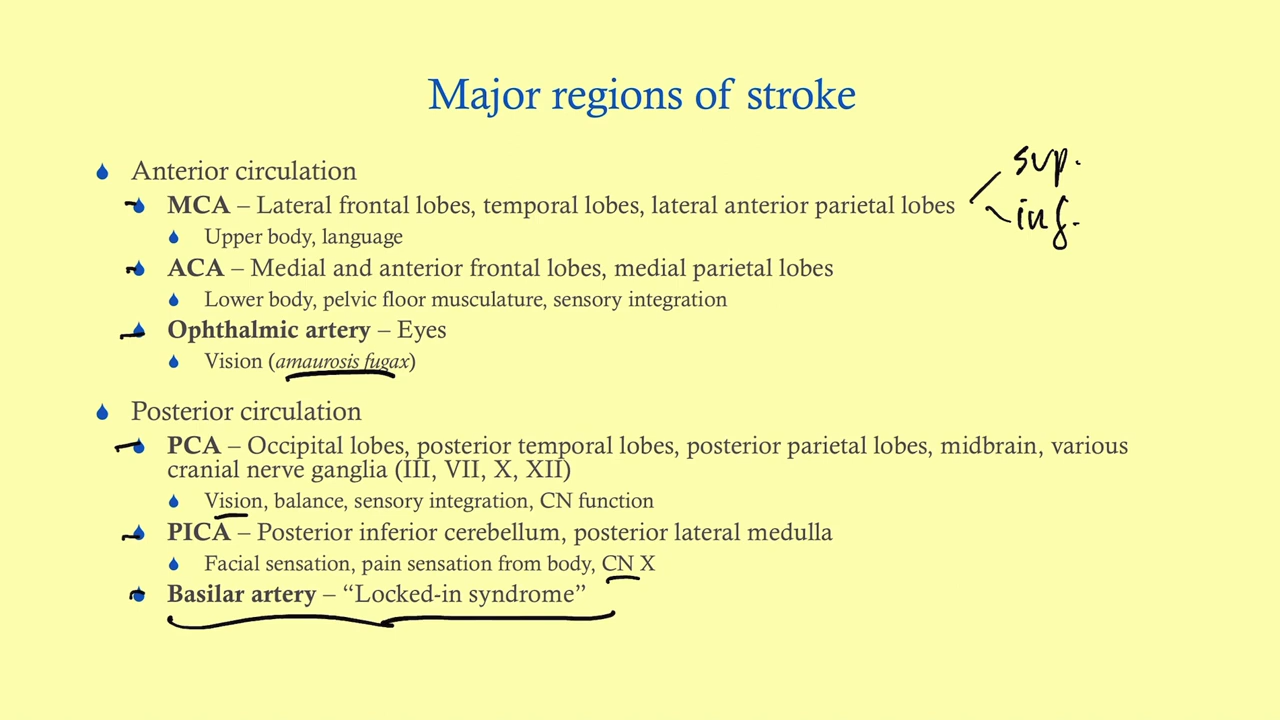 Major regions of stroke
Anterior circulation
sup.
MCA – Lateral frontal lobes, temporal lobes, lateral anterior parietal lobes
inf.
Upper body, language
ACA – Medial and anterior frontal lobes, medial parietal lobes
Lower body, pelvic floor musculature, sensory integration
Ophthalmic artery – Eyes
Vision (amaurosis fugax)
Posterior circulation
PCA – Occipital lobes, posterior temporal lobes, posterior parietal lobes, midbrain, various
cranial nerve ganglia (III, VII, X, XII)
Vision, balance, sensory integration, CN function
PICA – Posterior inferior cerebellum, posterior lateral medulla
Facial sensation, pain sensation from body, CN X
Basilar artery – “Locked-in syndrome”